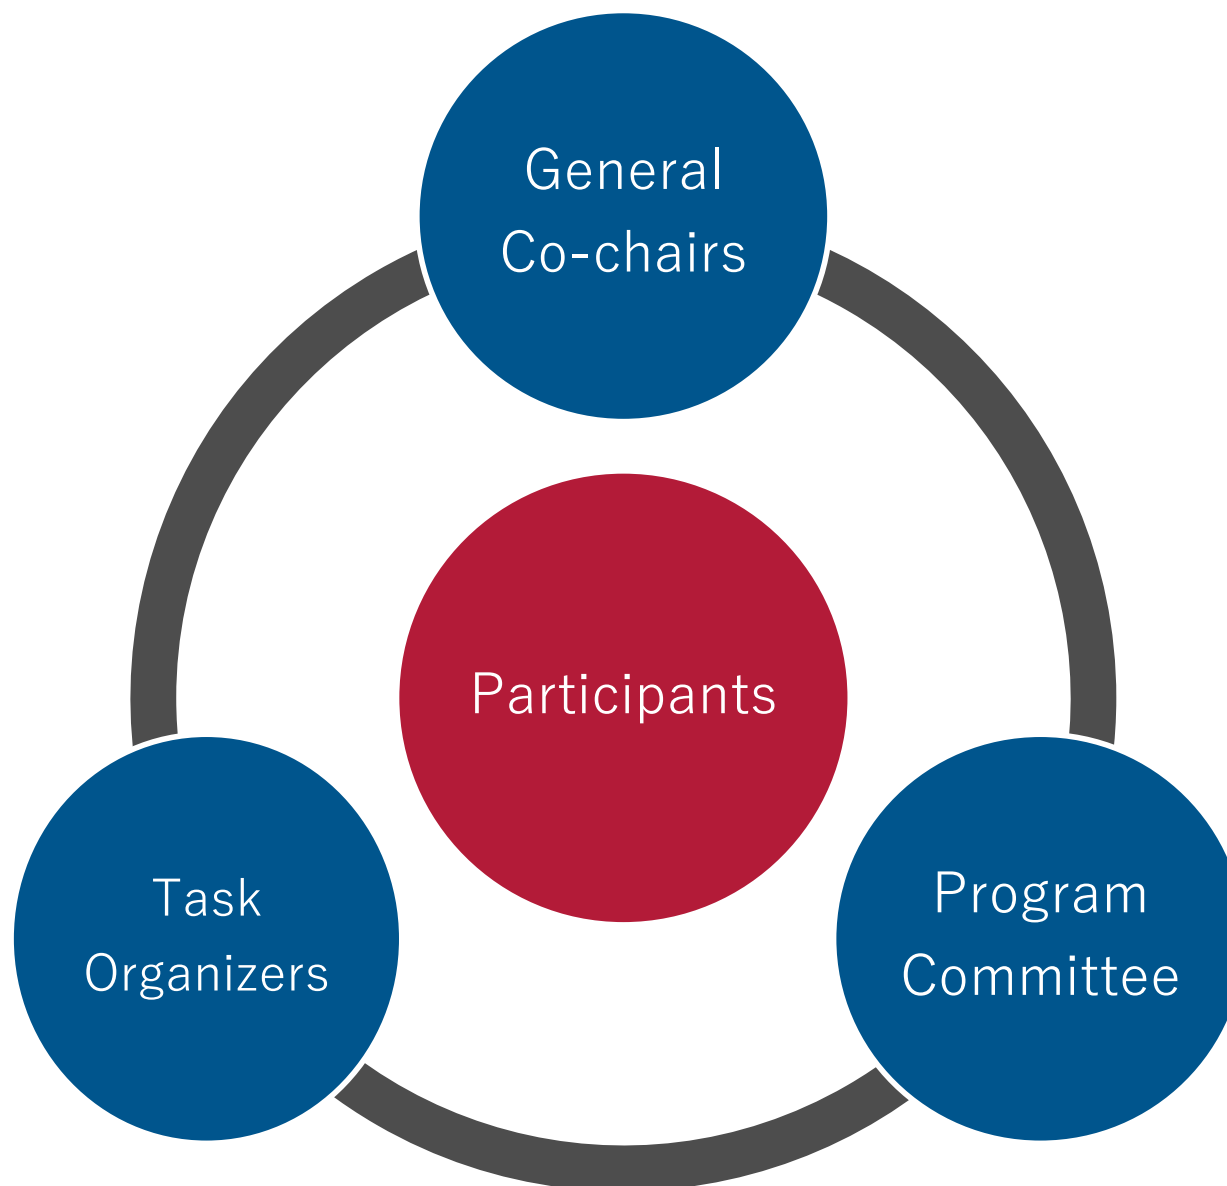 General
Co-chairs
Participants
Task
Organizers
Program
Committee